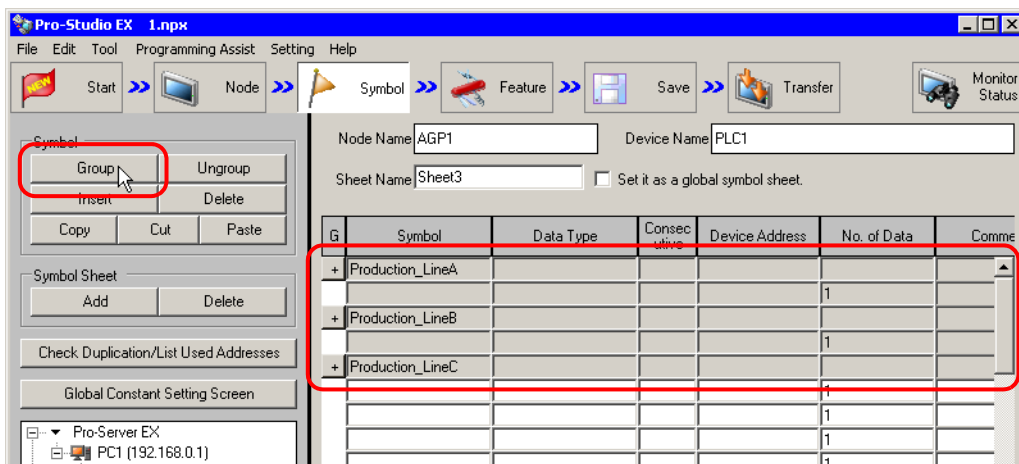 Pro-Studio EX 1.npx
File Edit Tool Programming Assist Setting Help
NEW Start Node Symbol Feature Save Transfer Monitor Status
Symbol
Group Ungroup
Insert Delete
Copy Cut Paste
Symbol Sheet
Add Delete
Check Duplication/List Used Addresses
Global Constant Setting Screen
Pro-Server EX
PC1 (192.168.0.1)
Node Name AGP1 Device Name PLC1
Sheet Name Sheet3 Set it as a global symbol sheet.
G Symbol Data Type Consecutive Device Address No. of Data Comme
+ Production_LineA
1
+ Production_LineB
1
+ Production_LineC
1
1
1
1